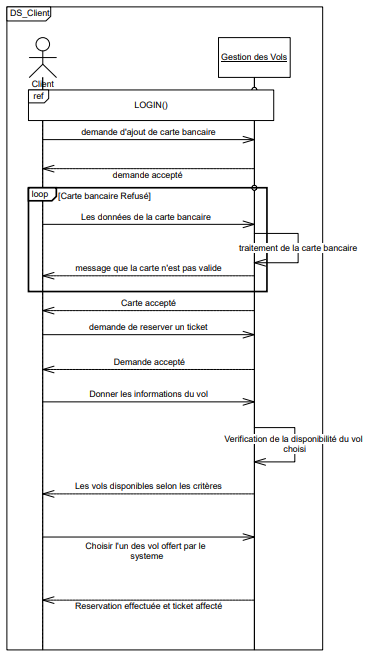 DS_Client
Gestion des Vols
Client
ref
LOGIN()
demande d'ajout de carte bancaire
demande accepté
loop
[Carte bancaire Refusé]
Les données de la carte bancaire
traitement de la carte bancaire
message que la carte n'est pas valide
Carte accepté
demande de reserver un ticket
Demande accepté
Donner les informations du vol
Verification de la disponibilité du vol
choisi
Les vols disponibles selon les critères
Choisir l'un des vol offert par le
systeme
Reservation effectuée et ticket affecté